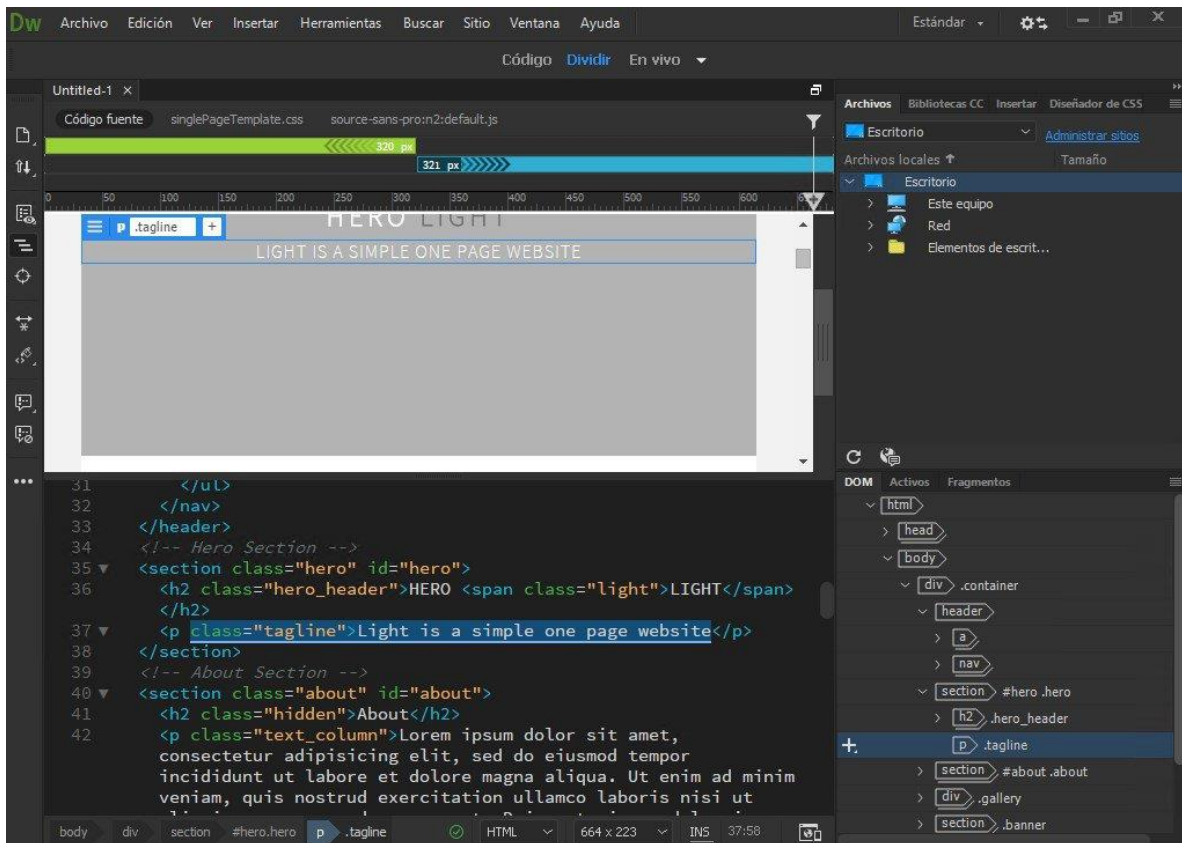 Dw Archivo Edición Ver Insertar Herramientas Buscar Sitio Ventana Ayuda Estándar
Código Dividir En vivo
Untitled-1
Código fuente singlePageTemplate.css source-sans-pro:n2:default.js
320 px
321 px
0 50 100 150 200 250 300 350 400 450 500 550 600
HERO LIGHT
p .tagline +
LIGHT IS A SIMPLE ONE PAGE WEBSITE
31 </ul>
32 </nav>
33 </header>
34 <!-- Hero Section -->
35 <section class="hero" id="hero">
36 <h2 class="hero_header">HERO <span class="light">LIGHT</span>
</h2>
37 <p class="tagline">Light is a simple one page website</p>
38 </section>
39 <!-- About Section -->
40 <section class="about" id="about">
41 <h2 class="hidden">About</h2>
42 <p class="text_column">Lorem ipsum dolor sit amet,
consectetur adipisicing elit, sed do eiusmod tempor
incididunt ut labore et dolore magna aliqua. Ut enim ad minim
veniam, quis nostrud exercitation ullamco laboris nisi ut
body div section #hero.hero p .tagline HTML 664 x 223 INS 37:58
Archivos Bibliotecas CC Insertar Diseñador de CSS
Escritorio Administrar sitios
Archivos locales Tamaño
Escritorio
Este equipo
Red
Elementos de escrit...
DOM Activos Fragmentos
html
head
body
div .container
header
a
nav
section #hero .hero
h2 .hero_header
p .tagline
section #about .about
div .gallery
section .banner